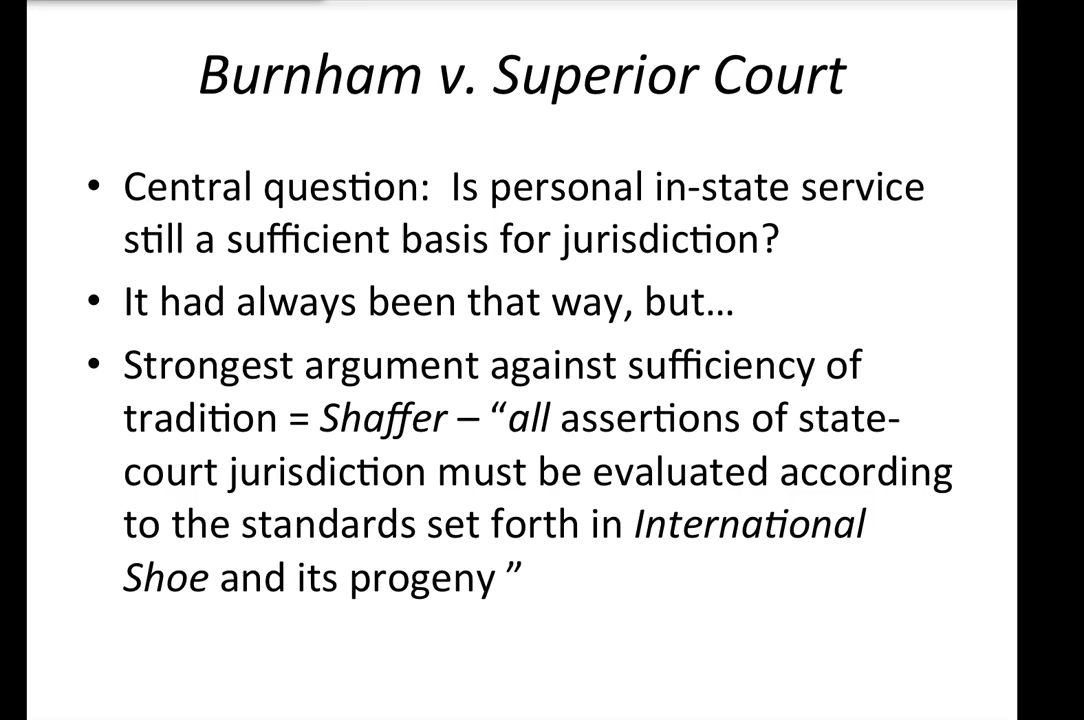 Burnham v. Superior Court
• Central question: Is personal in-state service
still a sufficient basis for jurisdiction?
• It had always been that way, but…
• Strongest argument against sufficiency of
tradition = Shaffer – “all assertions of state-
court jurisdiction must be evaluated according
to the standards set forth in International
Shoe and its progeny ”